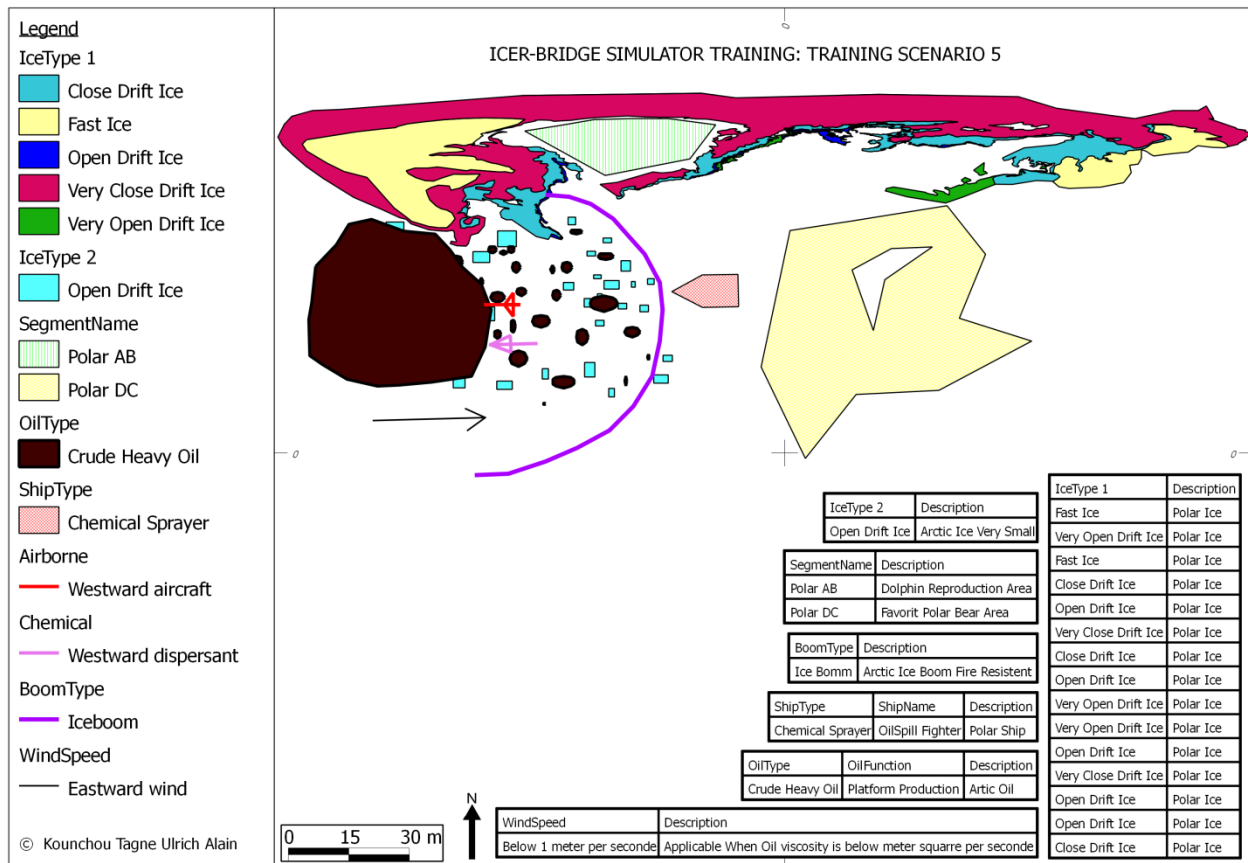 Legend
IceType 1
Close Drift Ice
Fast Ice
Open Drift Ice
Very Close Drift Ice
Very Open Drift Ice
IceType 2
Open Drift Ice
SegmentName
Polar AB
Polar DC
OilType
Crude Heavy Oil
ShipType
Chemical Sprayer
Airborne
Westward aircraft
Chemical
Westward dispersant
BoomType
Iceboom
WindSpeed
Eastward wind
© Kounchou Tagne Ulrich Alain
0
ICER-BRIDGE SIMULATOR TRAINING: TRAINING SCENARIO 5
0
0
0 15 30 m
N
IceType 2 Description
Open Drift Ice Arctic Ice Very Small
SegmentName Description
Polar AB Dolphin Reproduction Area
Polar DC Favorit Polar Bear Area
BoomType Description
Ice Bomm Arctic Ice Boom Fire Resistent
ShipType ShipName Description
Chemical Sprayer OilSpill Fighter Polar Ship
OilType OilFunction Description
Crude Heavy Oil Platform Production Artic Oil
WindSpeed Description
Below 1 meter per seconde Applicable When Oil viscosity is below meter squarre per seconde
IceType 1 Description
Fast Ice Polar Ice
Very Open Drift Ice Polar Ice
Fast Ice Polar Ice
Close Drift Ice Polar Ice
Open Drift Ice Polar Ice
Very Close Drift Ice Polar Ice
Close Drift Ice Polar Ice
Open Drift Ice Polar Ice
Very Open Drift Ice Polar Ice
Very Open Drift Ice Polar Ice
Open Drift Ice Polar Ice
Very Close Drift Ice Polar Ice
Open Drift Ice Polar Ice
Open Drift Ice Polar Ice
Close Drift Ice Polar Ice